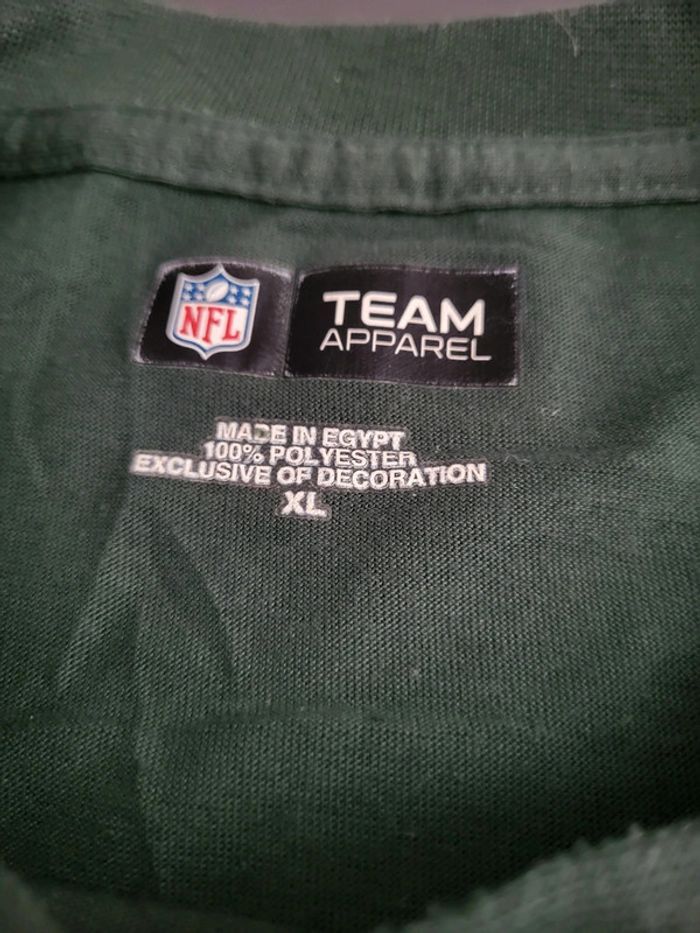 NFL
TEAM
APPAREL
MADE IN EGYPT
100% POLYESTER
EXCLUSIVE OF DECORATION
XL